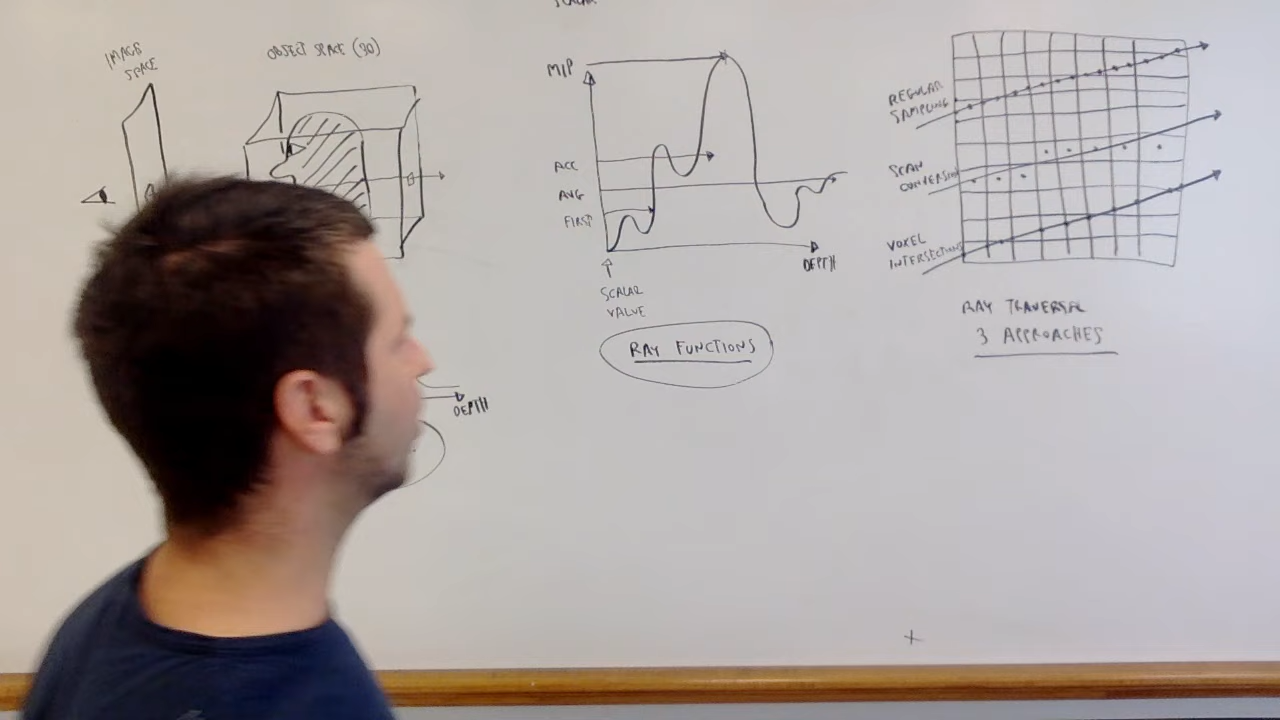 SCALAR
IMAGE
SPACE
OBJECT SPACE (3D)
MIP
ACC
AVG
FIRST
DEPTH
SCALAR
VALUE
RAY FUNCTIONS
DEPTH
REGULAR
SAMPLING
SCAN
CONVERSION
VOXEL
INTERSECTION
RAY TRAVERSAL
3 APPROACHES